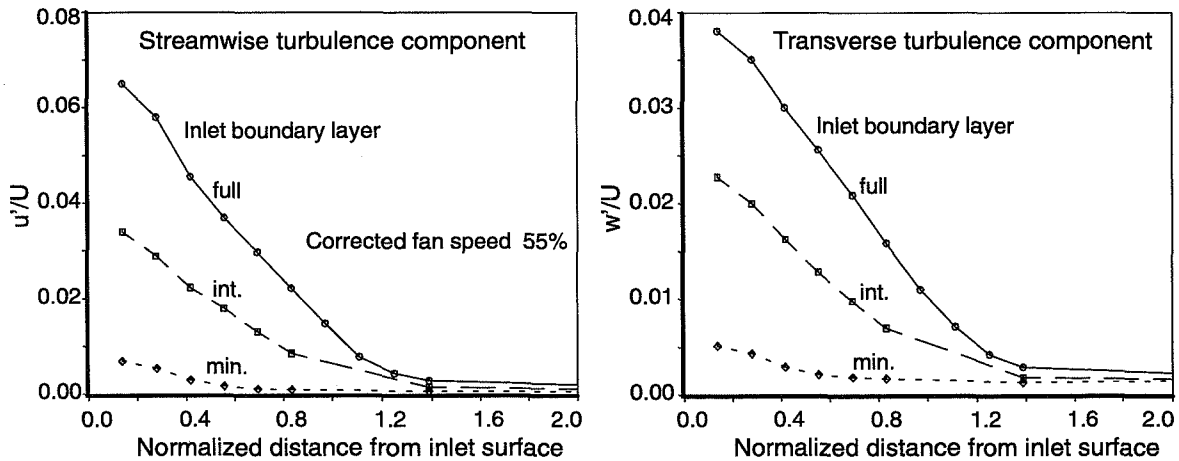 Streamwise turbulence component
0.08
0.06
0.04
0.02
0.00
u'/U
Inlet boundary layer
full
Corrected fan speed 55%
int.
min.
0.0 0.4 0.8 1.2 1.6 2.0
Normalized distance from inlet surface
Transverse turbulence component
0.04
0.03
0.02
0.01
0.00
w'/U
Inlet boundary layer
full
int.
min.
0.0 0.4 0.8 1.2 1.6 2.0
Normalized distance from inlet surface